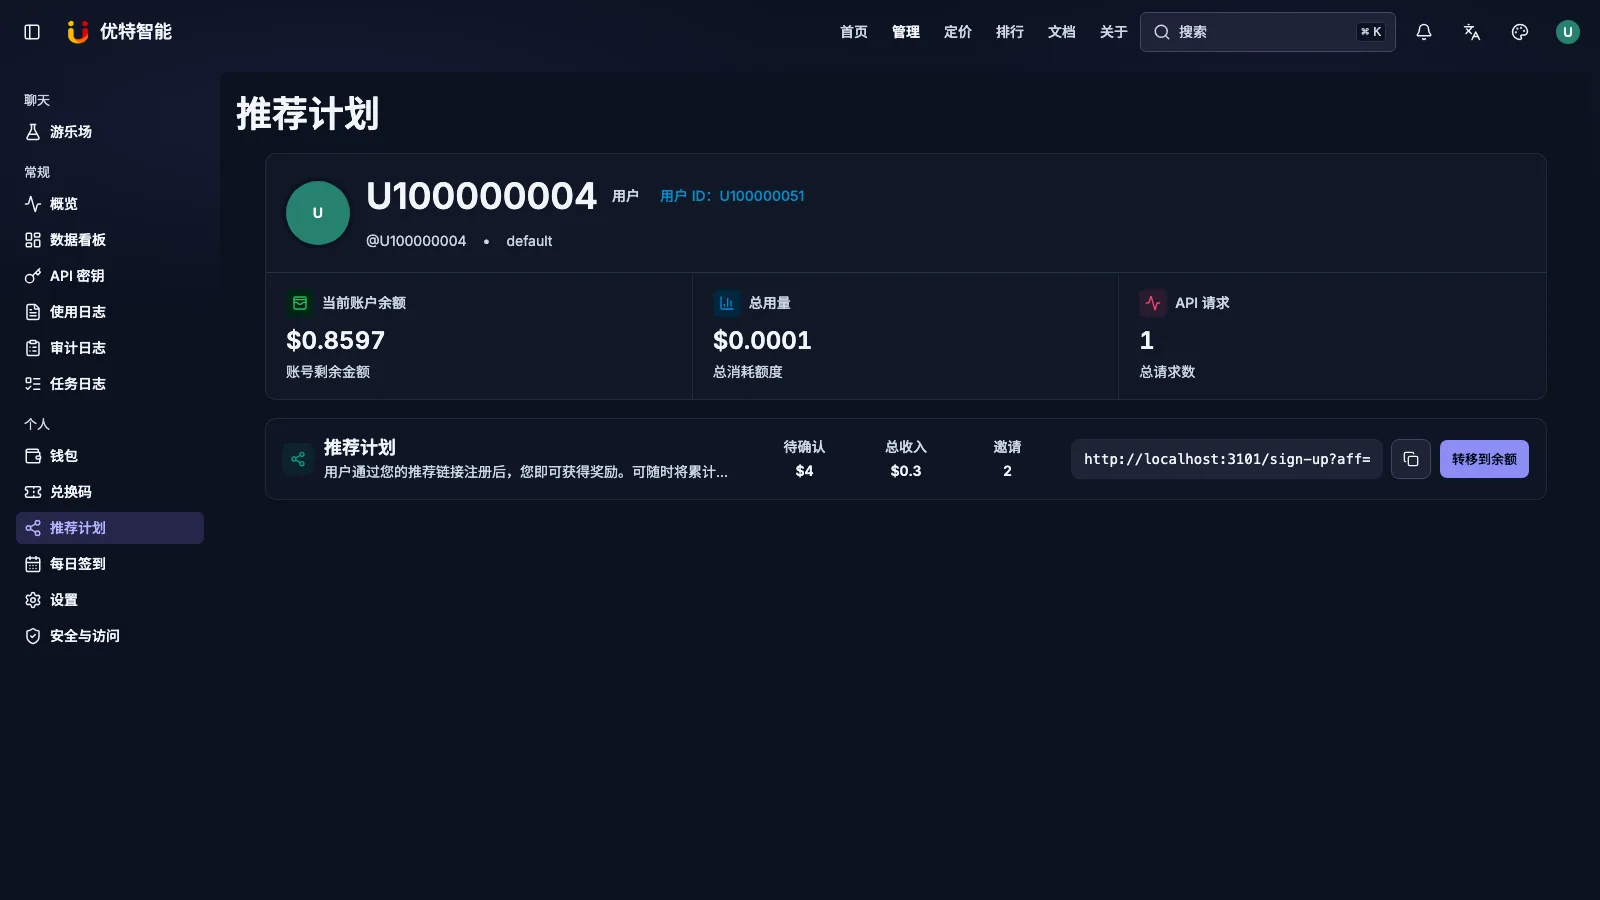 优特智能
首页 管理 定价 排行 文档 关于 搜索 ⌘ K U
聊天
游乐场
常规
概览
数据看板
API 密钥
使用日志
审计日志
任务日志
个人
钱包
兑换码
推荐计划
每日签到
设置
安全与访问
推荐计划
U
U100000004 用户 用户 ID: U100000051
@U100000004 • default
当前账户余额
$0.8597
账号剩余金额
总用量
$0.0001
总消耗额度
API 请求
1
总请求数
推荐计划
用户通过您的推荐链接注册后，您即可获得奖励。可随时将累计...
待确认
$4
总收入
$0.3
邀请
2
http://localhost:3101/sign-up?aff=
转移到余额